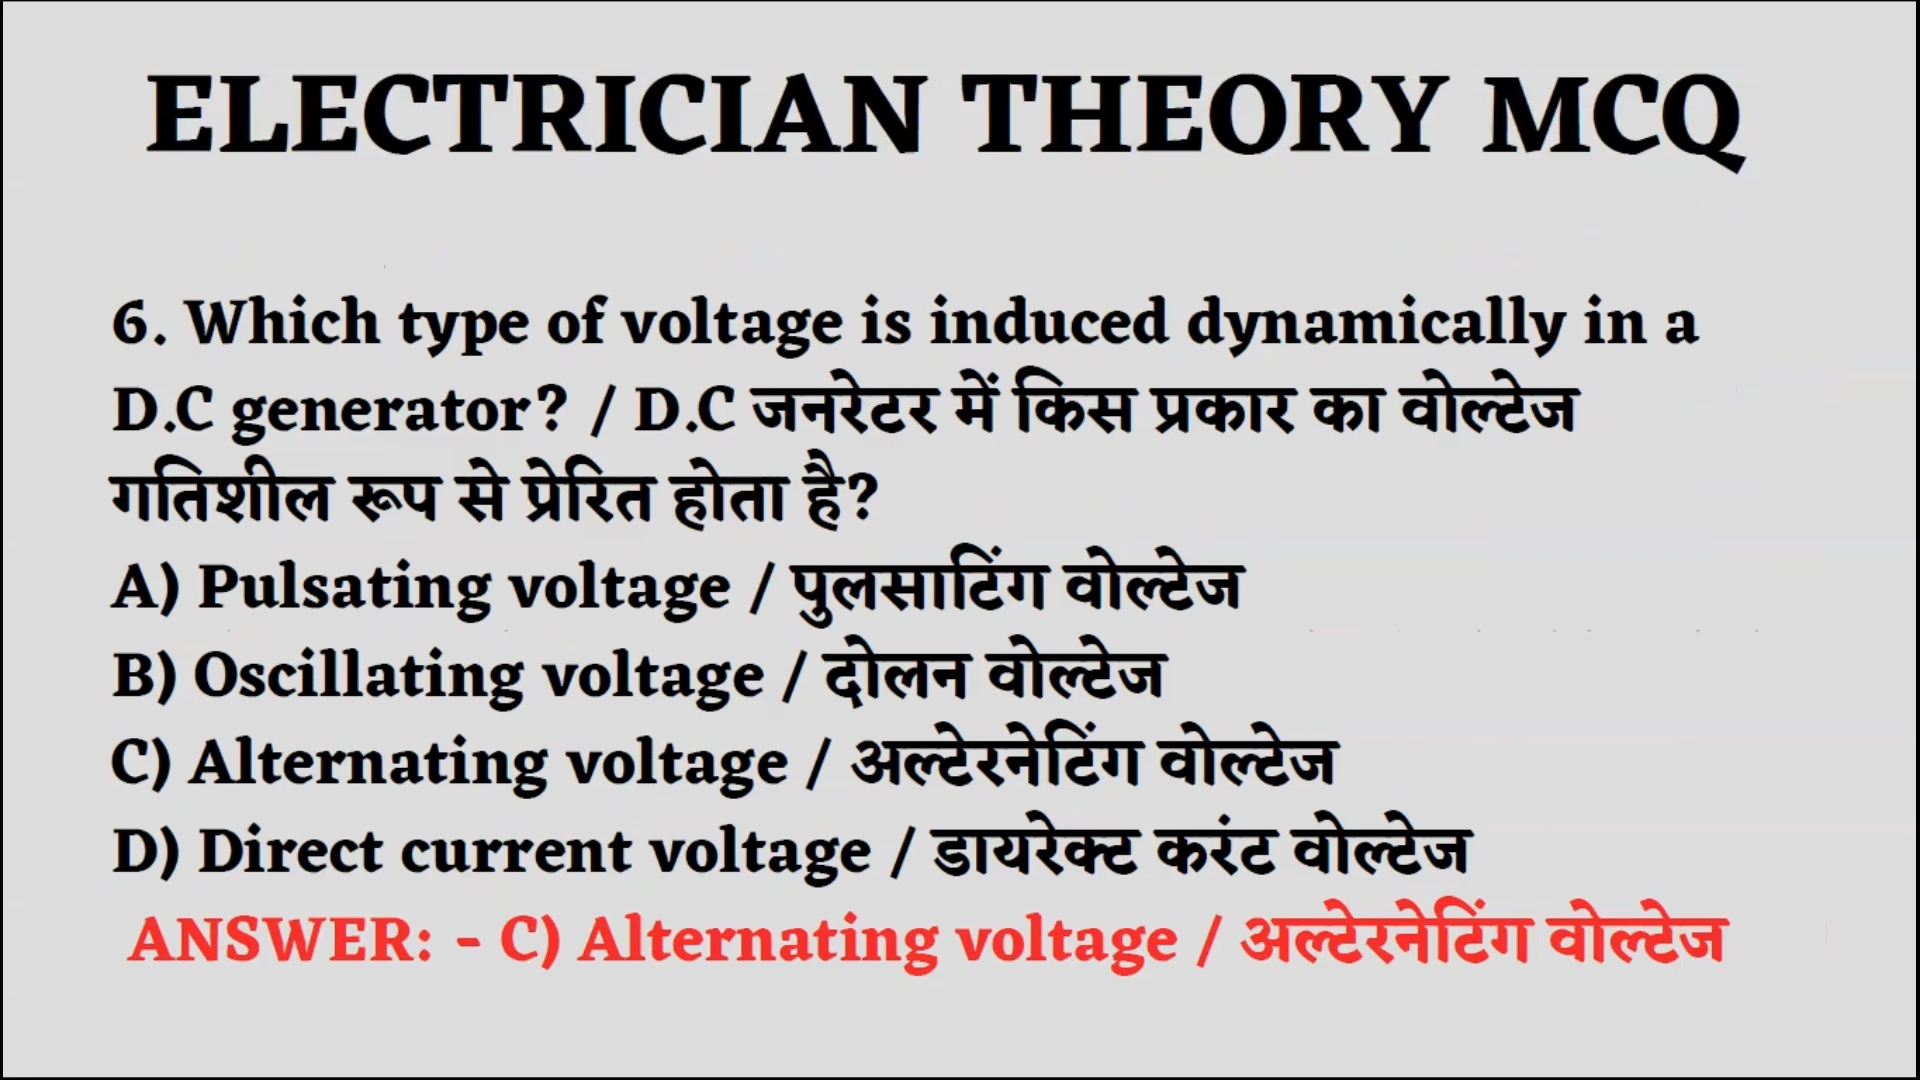 ELECTRICIAN THEORY MCQ
6. Which type of voltage is induced dynamically in a
D.C generator? / D.C जनरेटर में किस प्रकार का वोल्टेज
गतिशील रूप से प्रेरित होता है?
A) Pulsating voltage / पुलसाटिंग वोल्टेज
B) Oscillating voltage / दोलन वोल्टेज
C) Alternating voltage / अल्टेरनेटिंग वोल्टेज
D) Direct current voltage / डायरेक्ट करंट वोल्टेज
ANSWER: - C) Alternating voltage / अल्टेरनेटिंग वोल्टेज